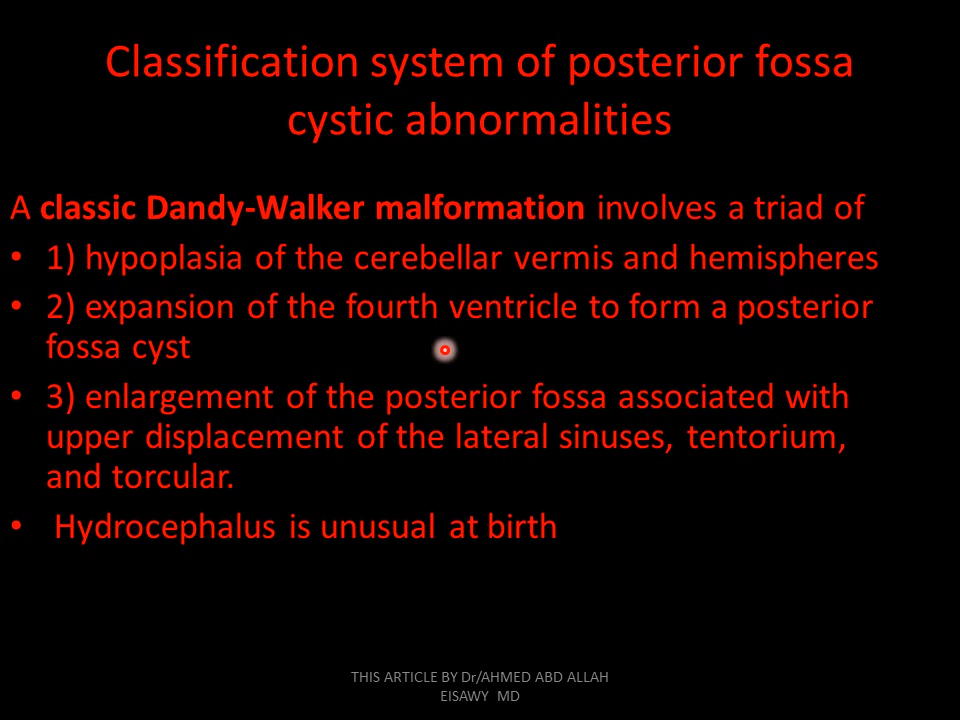 Classification system of posterior fossa
cystic abnormalities
A classic Dandy-Walker malformation involves a triad of
• 1) hypoplasia of the cerebellar vermis and hemispheres
• 2) expansion of the fourth ventricle to form a posterior
fossa cyst
• 3) enlargement of the posterior fossa associated with
upper displacement of the lateral sinuses, tentorium,
and torcular.
• Hydrocephalus is unusual at birth
THIS ARTICLE BY Dr/AHMED ABD ALLAH
EISAWY MD